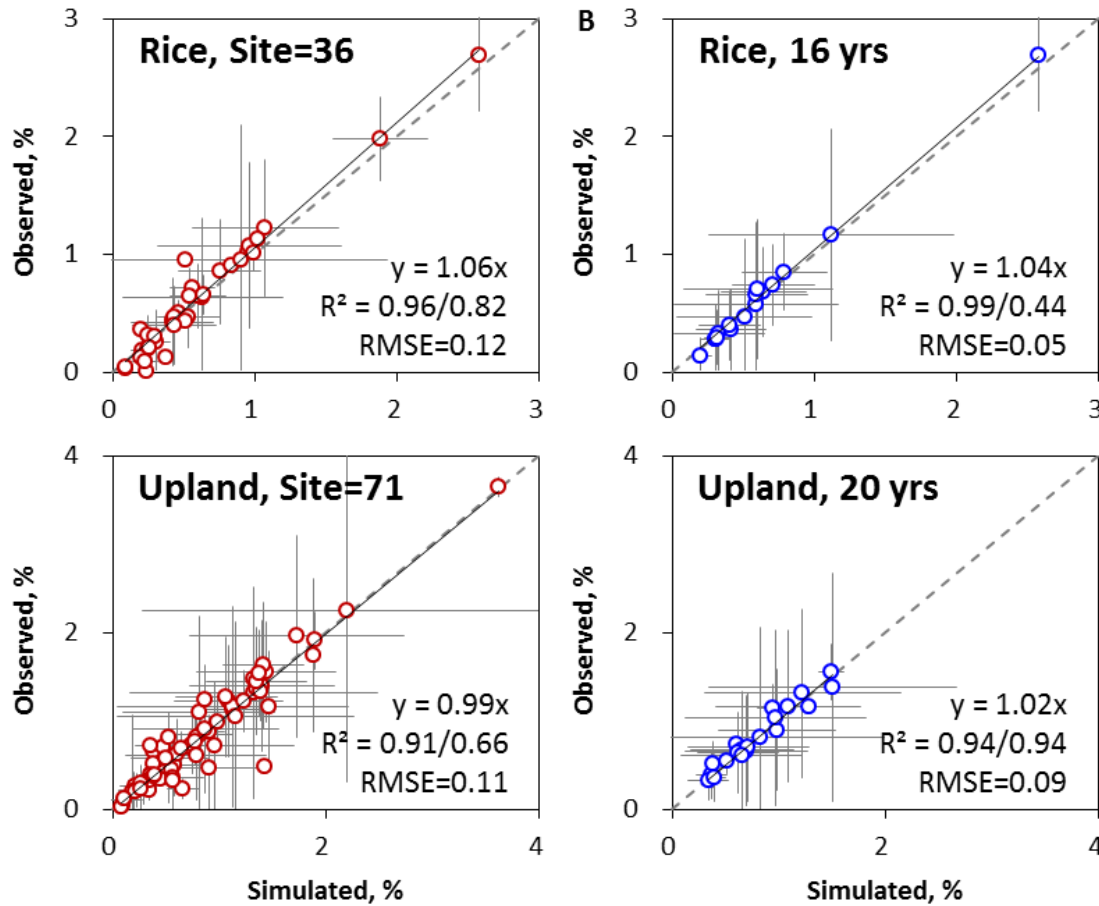 B
Rice, Site=36
3
2
1
0
Observed, %
y = 1.06x
R² = 0.96/0.82
RMSE=0.12
0 1 2 3
Rice, 16 yrs
3
2
1
0
Observed, %
y = 1.04x
R² = 0.99/0.44
RMSE=0.05
0 1 2 3
Upland, Site=71
4
2
0
Observed, %
y = 0.99x
R² = 0.91/0.66
RMSE=0.11
0 2 4
Simulated, %
Upland, 20 yrs
4
2
0
Observed, %
y = 1.02x
R² = 0.94/0.94
RMSE=0.09
0 2 4
Simulated, %